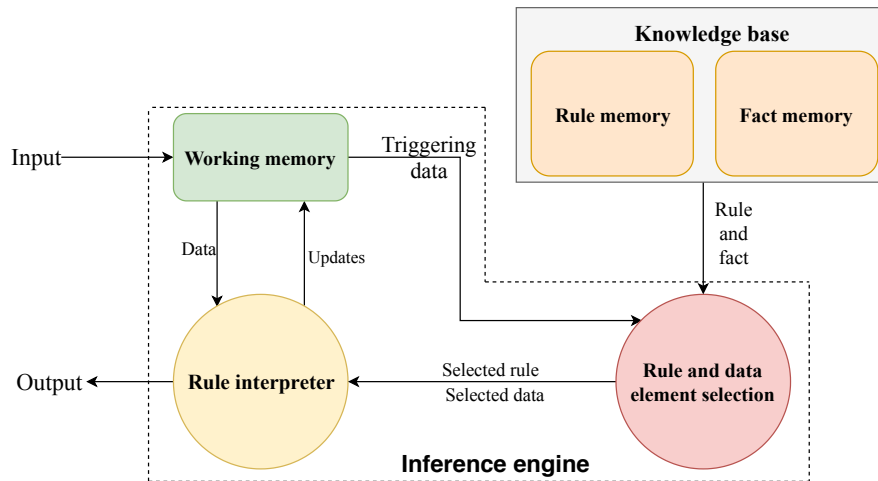 Knowledge base
Rule memory
Fact memory
Input
Working memory
Triggering
data
Rule
and
fact
Data
Updates
Output
Rule interpreter
Selected rule
Selected data
Rule and data
element selection
Inference engine